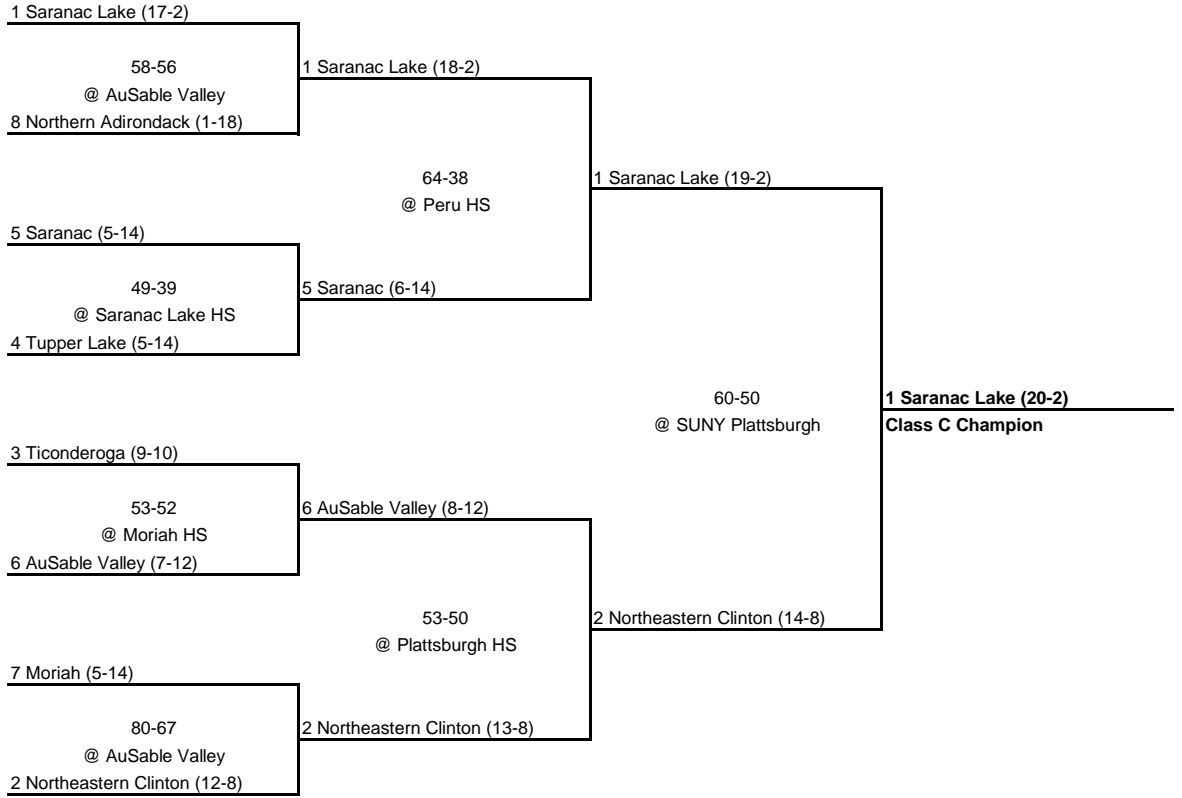 1 Saranac Lake (17-2)
58-56
@ AuSable Valley
8 Northern Adirondack (1-18)
1 Saranac Lake (18-2)
64-38
@ Peru HS
1 Saranac Lake (19-2)
5 Saranac (5-14)
49-39
@ Saranac Lake HS
4 Tupper Lake (5-14)
5 Saranac (6-14)
60-50
@ SUNY Plattsburgh
1 Saranac Lake (20-2)
Class C Champion
3 Ticonderoga (9-10)
53-52
@ Moriah HS
6 AuSable Valley (7-12)
6 AuSable Valley (8-12)
53-50
@ Plattsburgh HS
2 Northeastern Clinton (14-8)
7 Moriah (5-14)
80-67
@ AuSable Valley
2 Northeastern Clinton (12-8)
2 Northeastern Clinton (13-8)